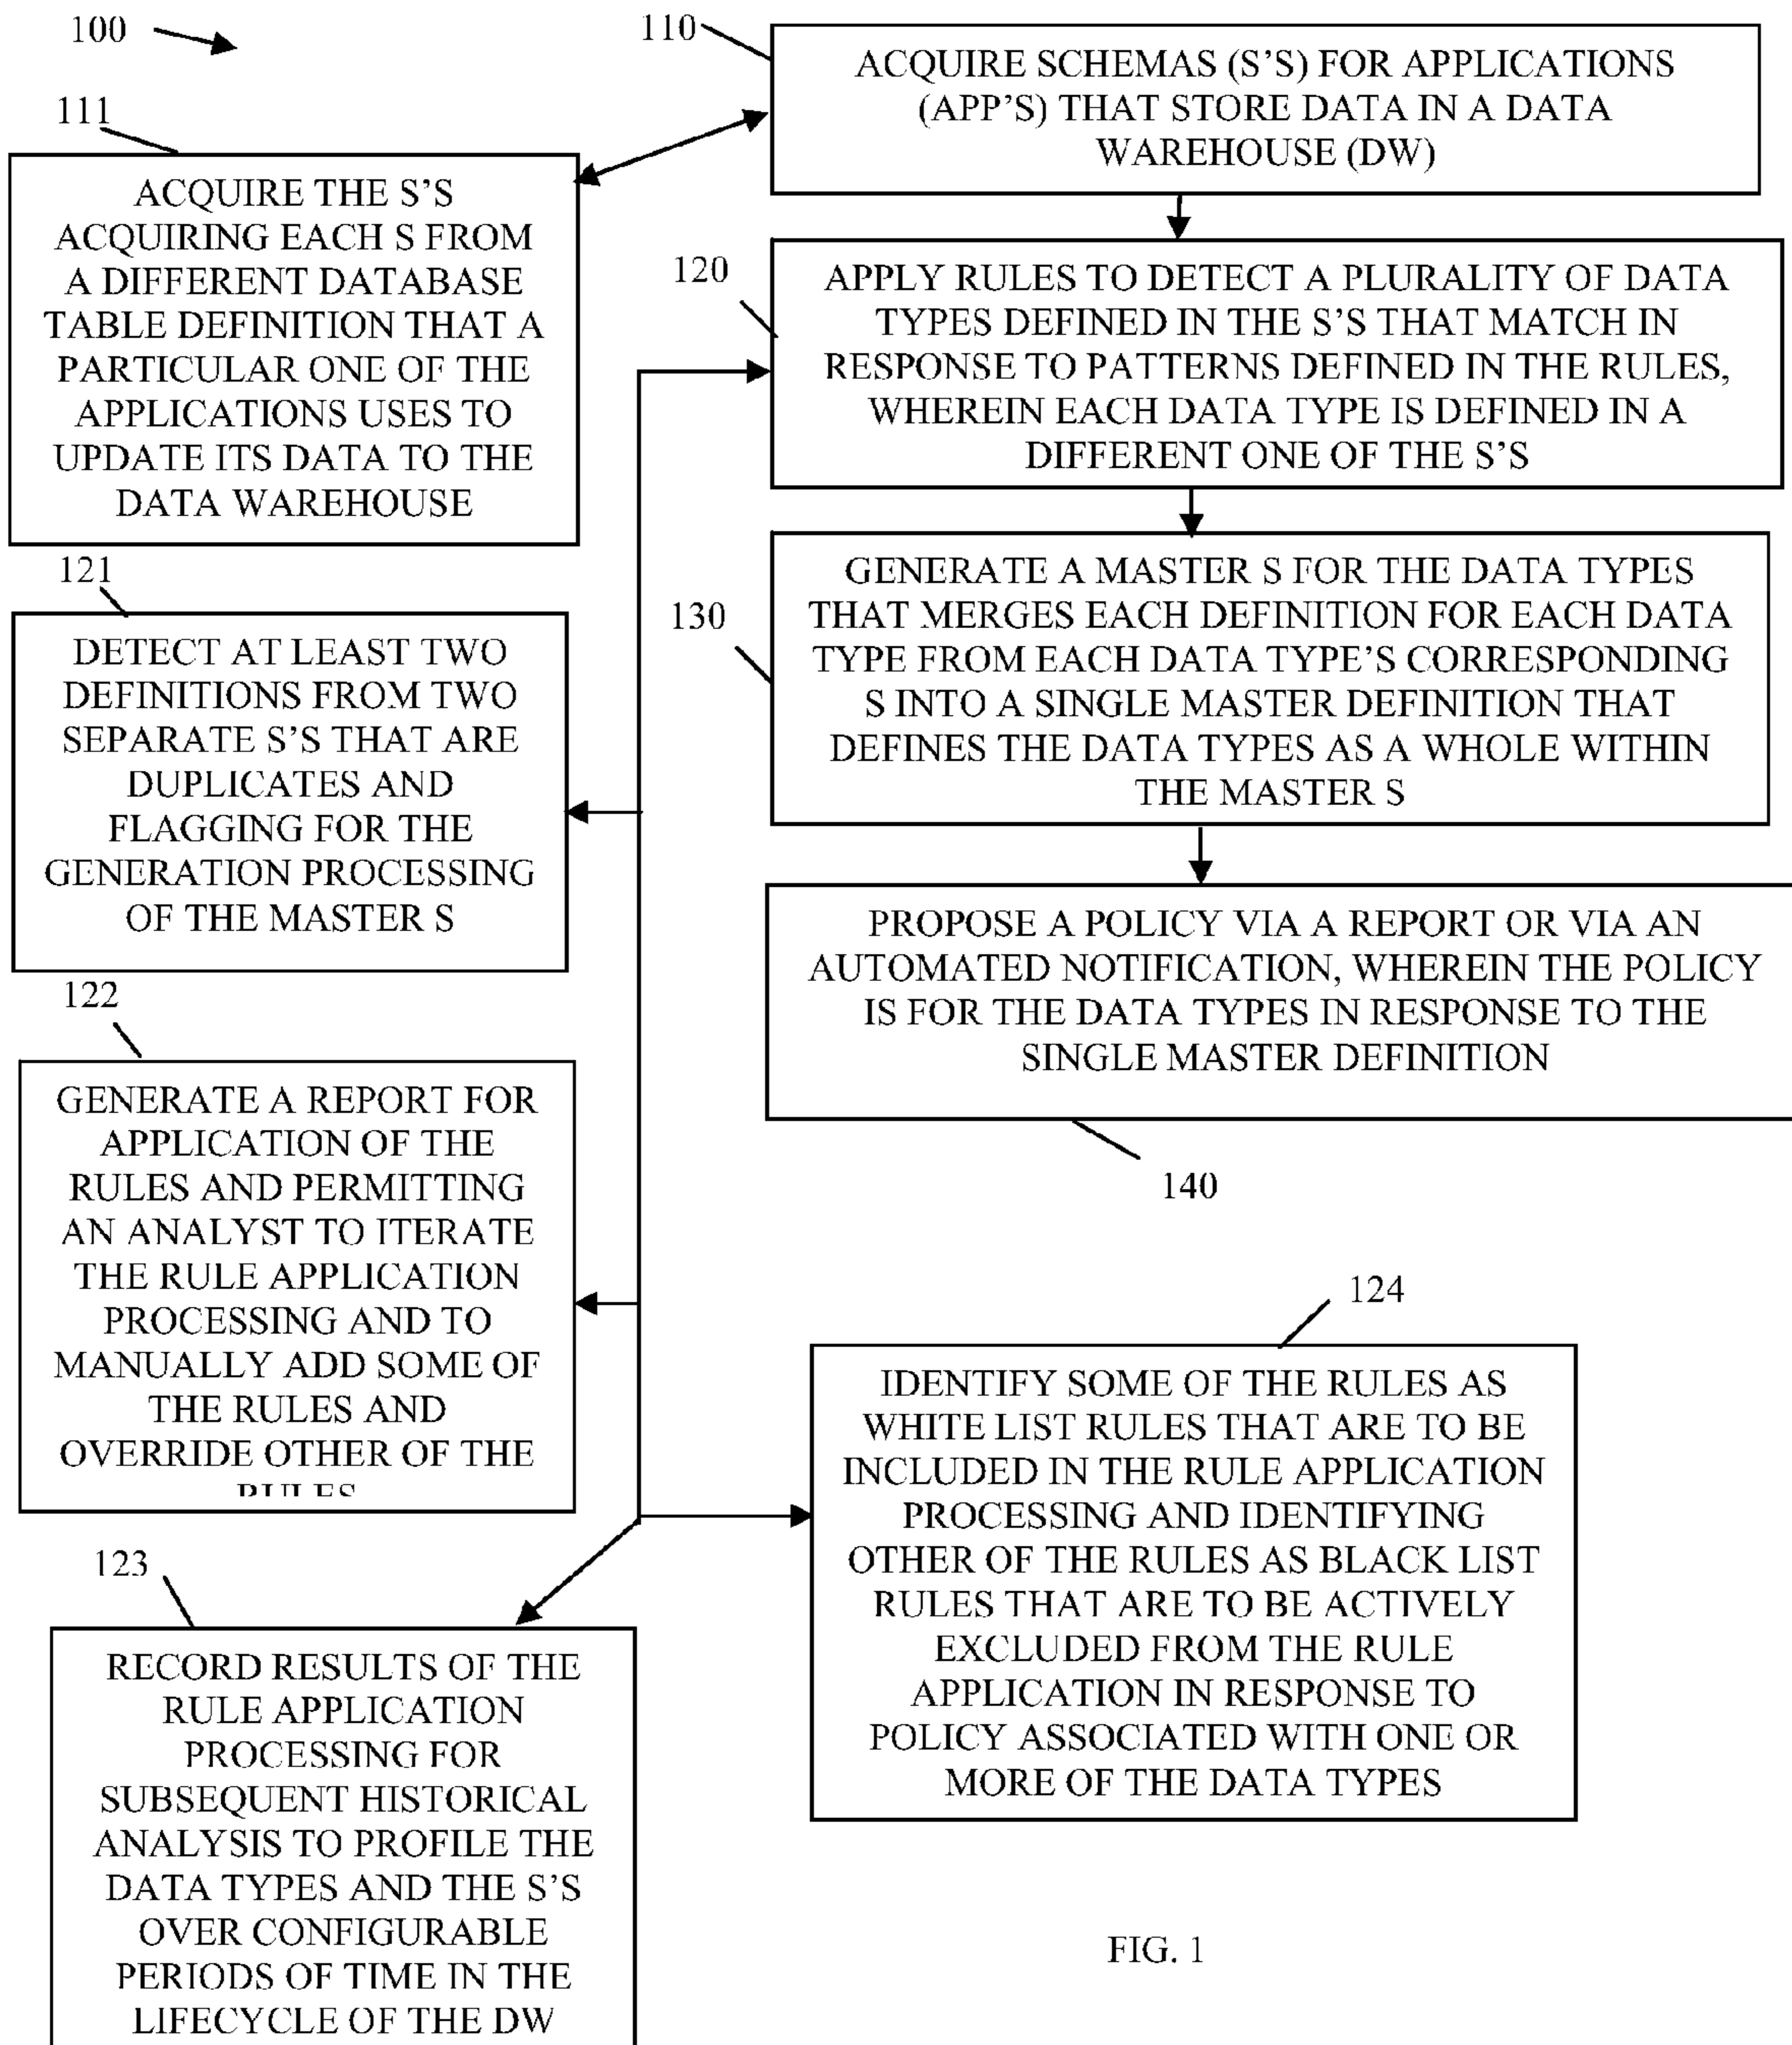 100
110
ACQUIRE SCHEMAS (S'S) FOR APPLICATIONS
(APP'S) THAT STORE DATA IN A DATA
WAREHOUSE (DW)
111
ACQUIRE THE S'S
ACQUIRING EACH S FROM
A DIFFERENT DATABASE
TABLE DEFINITION THAT A
PARTICULAR ONE OF THE
APPLICATIONS USES TO
UPDATE ITS DATA TO THE
DATA WAREHOUSE
120
APPLY RULES TO DETECT A PLURALITY OF DATA
TYPES DEFINED IN THE S'S THAT MATCH IN
RESPONSE TO PATTERNS DEFINED IN THE RULES,
WHEREIN EACH DATA TYPE IS DEFINED IN A
DIFFERENT ONE OF THE S'S
121
DETECT AT LEAST TWO
DEFINITIONS FROM TWO
SEPARATE S'S THAT ARE
DUPLICATES AND
FLAGGING FOR THE
GENERATION PROCESSING
OF THE MASTER S
130
GENERATE A MASTER S FOR THE DATA TYPES
THAT MERGES EACH DEFINITION FOR EACH DATA
TYPE FROM EACH DATA TYPE'S CORRESPONDING
S INTO A SINGLE MASTER DEFINITION THAT
DEFINES THE DATA TYPES AS A WHOLE WITHIN
THE MASTER S
PROPOSE A POLICY VIA A REPORT OR VIA AN
AUTOMATED NOTIFICATION, WHEREIN THE POLICY
IS FOR THE DATA TYPES IN RESPONSE TO THE
SINGLE MASTER DEFINITION
140
122
GENERATE A REPORT FOR
APPLICATION OF THE
RULES AND PERMITTING
AN ANALYST TO ITERATE
THE RULE APPLICATION
PROCESSING AND TO
MANUALLY ADD SOME OF
THE RULES AND
OVERRIDE OTHER OF THE
RULES
124
IDENTIFY SOME OF THE RULES AS
WHITE LIST RULES THAT ARE TO BE
INCLUDED IN THE RULE APPLICATION
PROCESSING AND IDENTIFYING
OTHER OF THE RULES AS BLACK LIST
RULES THAT ARE TO BE ACTIVELY
EXCLUDED FROM THE RULE
APPLICATION IN RESPONSE TO
POLICY ASSOCIATED WITH ONE OR
MORE OF THE DATA TYPES
123
RECORD RESULTS OF THE
RULE APPLICATION
PROCESSING FOR
SUBSEQUENT HISTORICAL
ANALYSIS TO PROFILE THE
DATA TYPES AND THE S'S
OVER CONFIGURABLE
PERIODS OF TIME IN THE
LIFECYCLE OF THE DW
FIG. 1